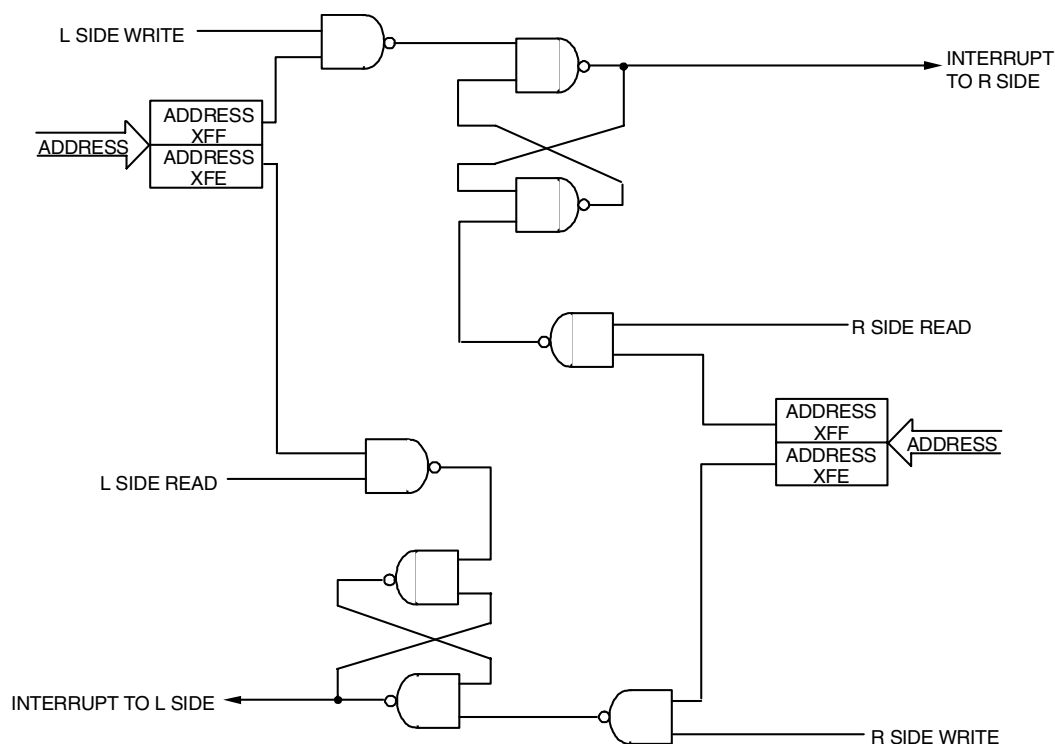 L SIDE WRITE
INTERRUPT
TO R SIDE
ADDRESS
XFF
ADDRESS
ADDRESS
XFE
R SIDE READ
ADDRESS
XFF
ADDRESS
ADDRESS
XFE
L SIDE READ
INTERRUPT TO L SIDE
R SIDE WRITE